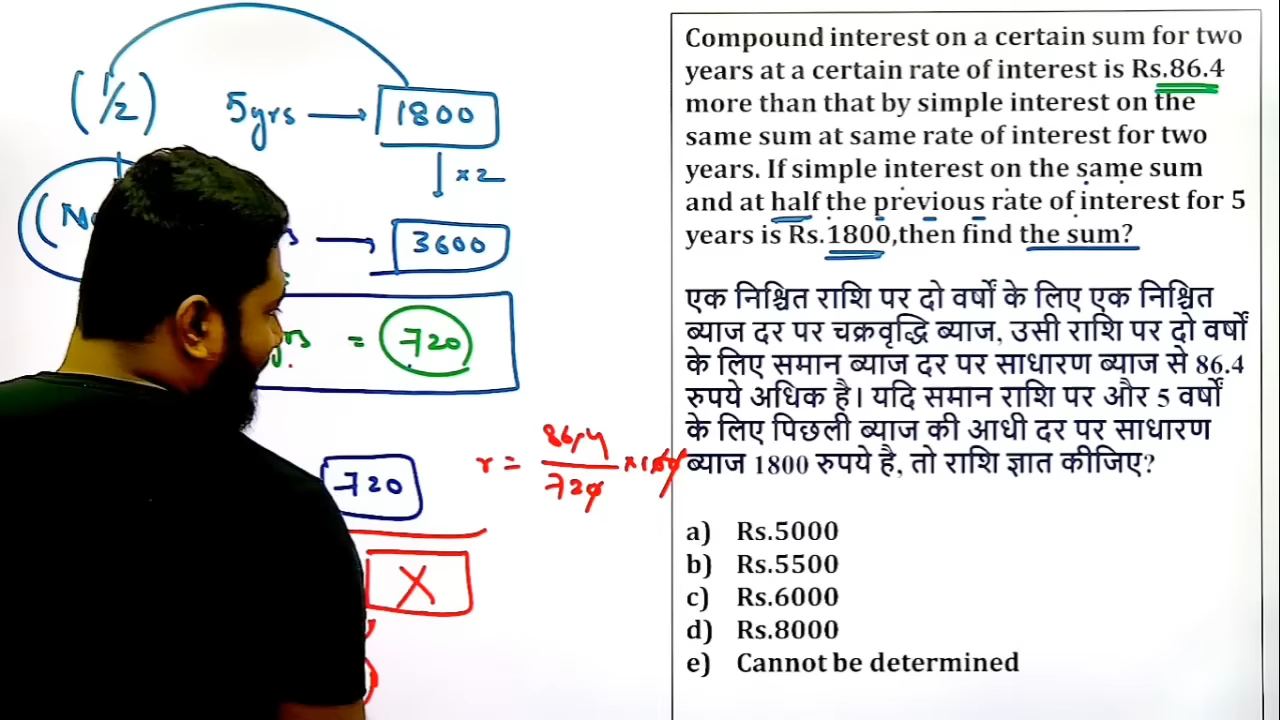 (1/2) 5yrs → 1800
×2
(N
→ 3600
yrs = 720
720
r = 86.4/720 × 100
X
Compound interest on a certain sum for two
years at a certain rate of interest is Rs.86.4
more than that by simple interest on the
same sum at same rate of interest for two
years. If simple interest on the same sum
and at half the previous rate of interest for 5
years is Rs.1800,then find the sum?
एक निश्चित राशि पर दो वर्षों के लिए एक निश्चित
ब्याज दर पर चक्रवृद्धि ब्याज, उसी राशि पर दो वर्षों
के लिए समान ब्याज दर पर साधारण ब्याज से 86.4
रुपये अधिक है। यदि समान राशि पर और 5 वर्षों
के लिए पिछली ब्याज की आधी दर पर साधारण
ब्याज 1800 रुपये है, तो राशि ज्ञात कीजिए?
a) Rs.5000
b) Rs.5500
c) Rs.6000
d) Rs.8000
e) Cannot be determined